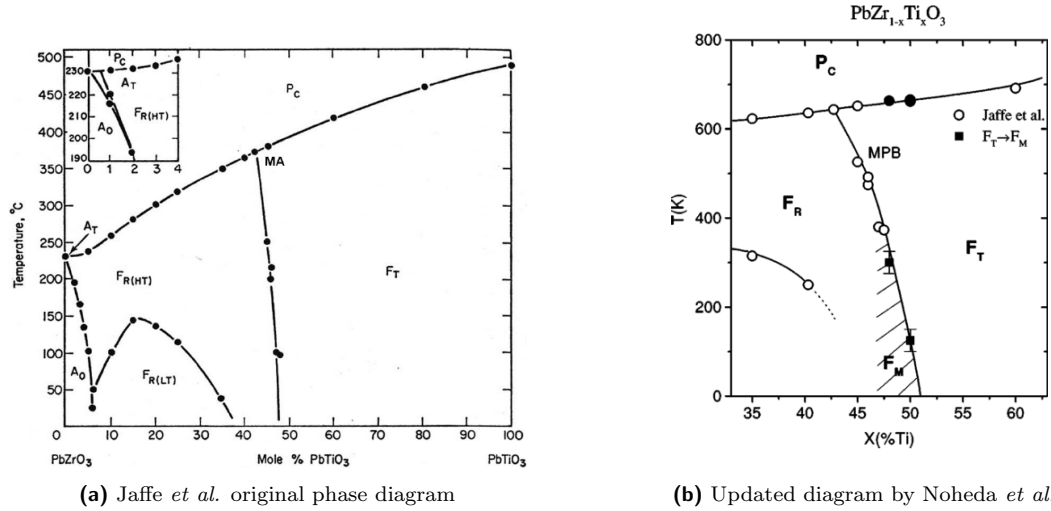 500
450
400
350
300
250
200
150
100
50
Temperature, °C
230
220
210
200
190
0 1 2 3 4
P_C
A_T
F_R(HT)
A_O
P_C
MA
A_T
F_R(HT)
F_T
A_O
F_R(LT)
0 10 20 30 40 50 60 70 80 90 100
PbZrO₃ Mole % PbTiO₃ PbTiO₃
(a) Jaffe et al. original phase diagram
PbZr₁₋ₓTiₓO₃
800
600
400
200
0
T(K)
P_C
Jaffe et al.
F_T→F_M
MPB
F_R
F_T
F_M
35 40 45 50 55 60
X(%Ti)
(b) Updated diagram by Noheda et al